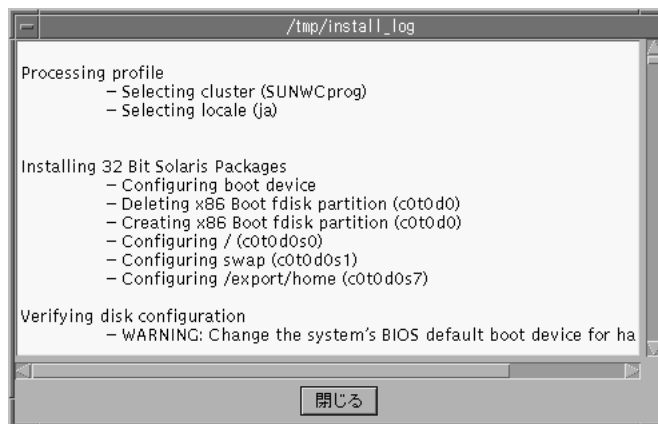 /tmp/install_log
Processing profile
– Selecting cluster (SUNWCprog)
– Selecting locale (ja)
Installing 32 Bit Solaris Packages
– Configuring boot device
– Deleting x86 Boot fdisk partition (c0t0d0)
– Creating x86 Boot fdisk partition (c0t0d0)
– Configuring / (c0t0d0s0)
– Configuring swap (c0t0d0s1)
– Configuring /export/home (c0t0d0s7)
Verifying disk configuration
– WARNING: Change the system's BIOS default boot device for ha
閉じる